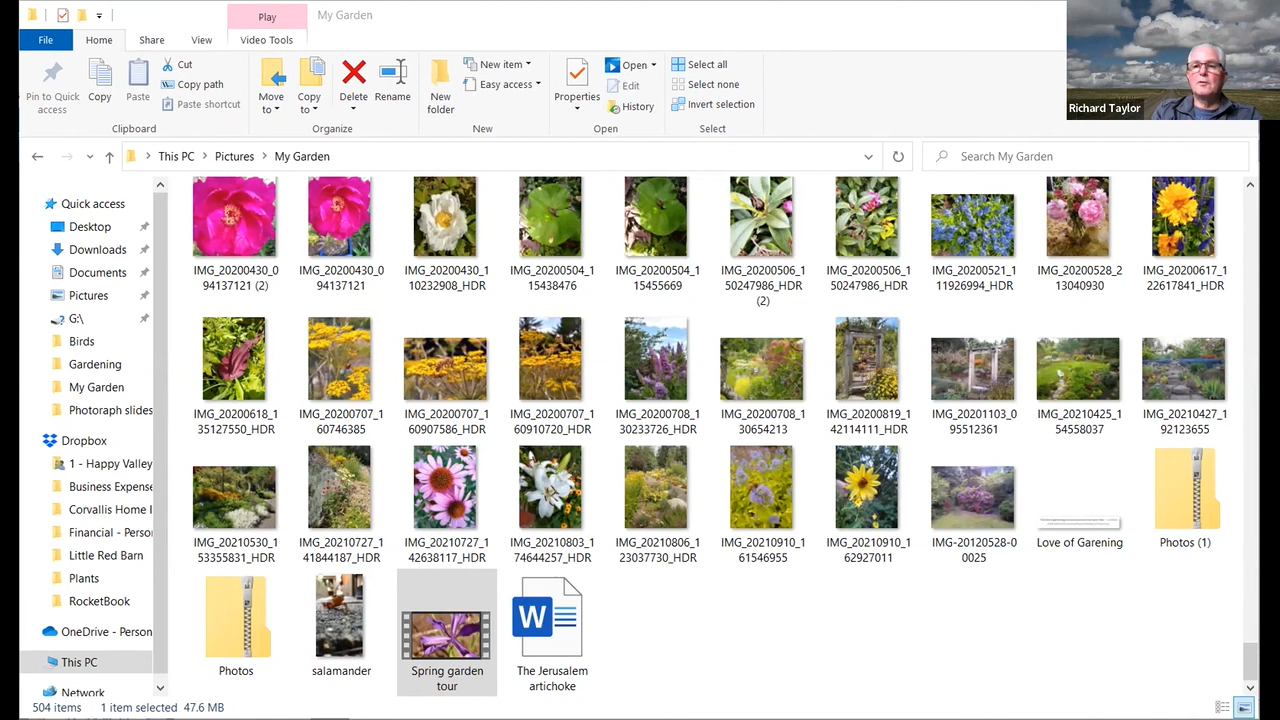 Play
My Garden
File
Home
Share
View
Video Tools
Pin to Quick
access
Copy
Paste
Cut
Copy path
Paste shortcut
Clipboard
Move
to
Copy
to
Delete
Rename
Organize
New
folder
New item
Easy access
New
Properties
Open
Edit
History
Open
Select all
Select none
Invert selection
Select
Richard Taylor
This PC
Pictures
My Garden
Search My Garden
Quick access
Desktop
Downloads
Documents
Pictures
G:\
Birds
Gardening
My Garden
Photoraph slides
Dropbox
1 - Happy Valley
Business Expense
Corvallis Home I
Financial - Person
Little Red Barn
Plants
RocketBook
OneDrive - Person
This PC
Network
IMG_20200430_0
94137121 (2)
IMG_20200430_0
94137121
IMG_20200430_1
10232908_HDR
IMG_20200504_1
15438476
IMG_20200504_1
15455669
IMG_20200506_1
50247986_HDR
(2)
IMG_20200506_1
50247986_HDR
IMG_20200521_1
11926994_HDR
IMG_20200528_2
13040930
IMG_20200617_1
22617841_HDR
IMG_20200618_1
35127550_HDR
IMG_20200707_1
60746385
IMG_20200707_1
60907586_HDR
IMG_20200707_1
60910720_HDR
IMG_20200708_1
30233726_HDR
IMG_20200708_1
30654213
IMG_20200819_1
42114111_HDR
IMG_20201103_0
95512361
IMG_20210425_1
54558037
IMG_20210427_1
92123655
IMG_20210530_1
53355831_HDR
IMG_20210727_1
41844187_HDR
IMG_20210727_1
42638117_HDR
IMG_20210803_1
74644257_HDR
IMG_20210806_1
23037730_HDR
IMG_20210910_1
61546955
IMG_20210910_1
62927011
IMG-20120528-0
0025
Love of Garening
Photos (1)
Photos
salamander
Spring garden
tour
W
The Jerusalem
artichoke
504 items
1 item selected 47.6 MB